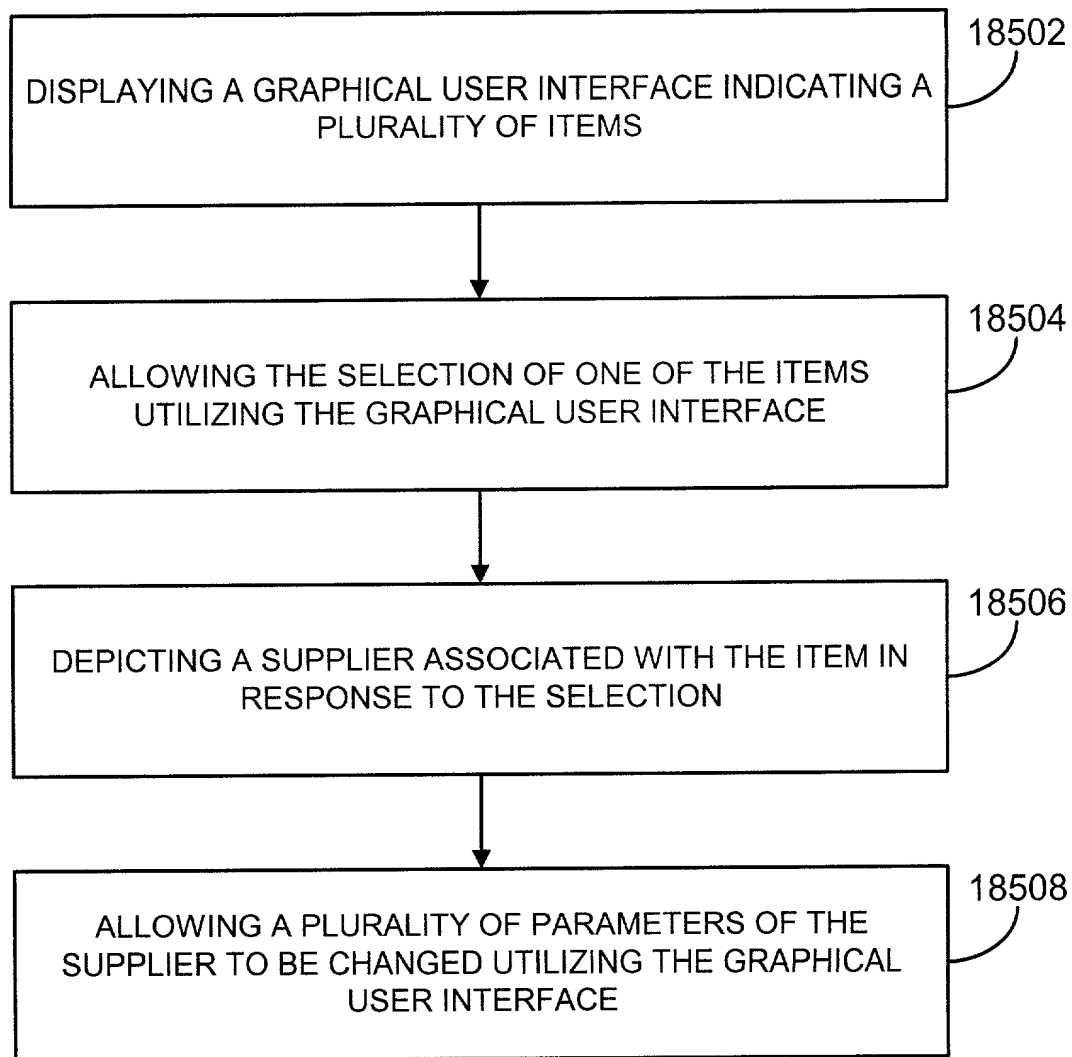 18502
DISPLAYING A GRAPHICAL USER INTERFACE INDICATING A
PLURALITY OF ITEMS
18504
ALLOWING THE SELECTION OF ONE OF THE ITEMS
UTILIZING THE GRAPHICAL USER INTERFACE
18506
DEPICTING A SUPPLIER ASSOCIATED WITH THE ITEM IN
RESPONSE TO THE SELECTION
18508
ALLOWING A PLURALITY OF PARAMETERS OF THE
SUPPLIER TO BE CHANGED UTILIZING THE GRAPHICAL
USER INTERFACE